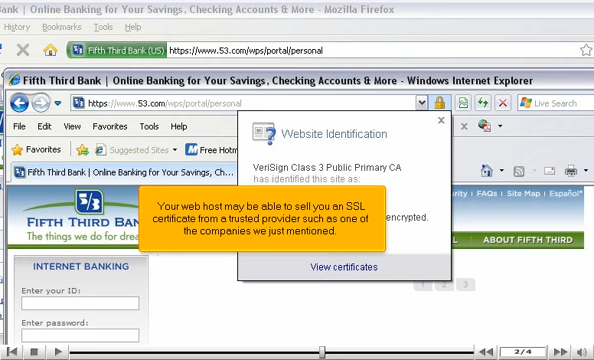 ank | Online Banking for Your Savings, Checking Accounts & More - Mozilla Firefox
History Bookmarks Tools Help
Fifth Third Bank (US) https://www.53.com/wps/portal/personal
Fifth Third Bank | Online Banking for Your Savings, Checking Accounts & More - Windows Internet Explorer
https://www.53.com/wps/portal/personal
Live Search
File Edit View Favorites Tools Help
Favorites Suggested Sites Free Hotm
Fifth Third Bank | Online Banking for Your Savings, Ch...
Website Identification
VeriSign Class 3 Public Primary CA
has identified this site as:
encrypted.
View certificates
Security FAQs Site Map Español
ABOUT FIFTH THIRD
5/3
FIFTH THIRD BANK
The things we do for drea
Your web host may be able to sell you an SSL
certificate from a trusted provider such as one of
the companies we just mentioned.
INTERNET BANKING
Enter your ID:
Enter password:
1 2 3
2/4